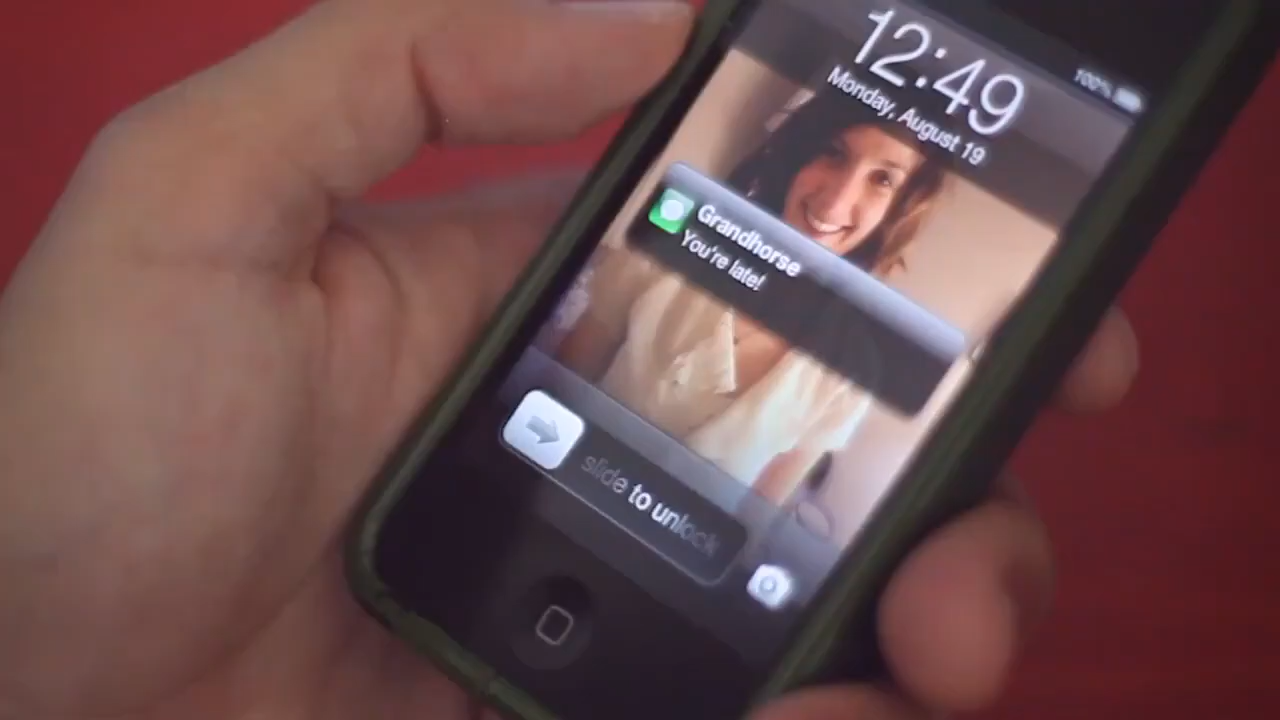 100%
12:49
Monday, August 19
Grandhorse
You're late!
slide to unlock